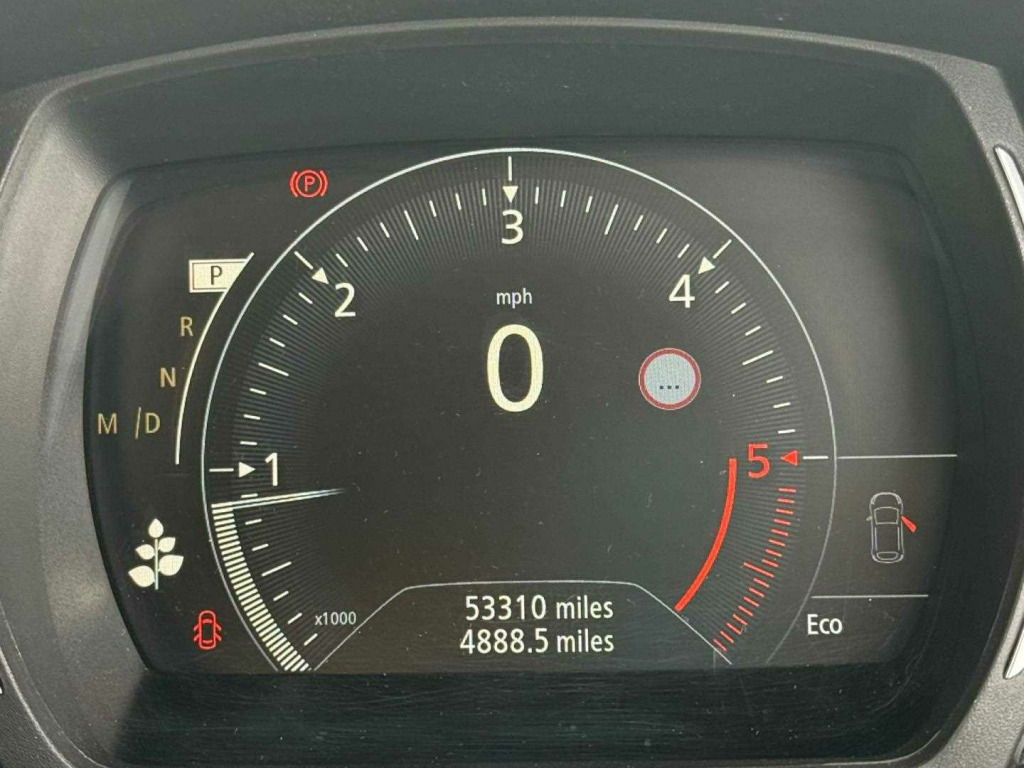 P
P
R
N
M /D
1
2
3
4
5
mph
0
...
x1000
53310 miles
4888.5 miles
Eco